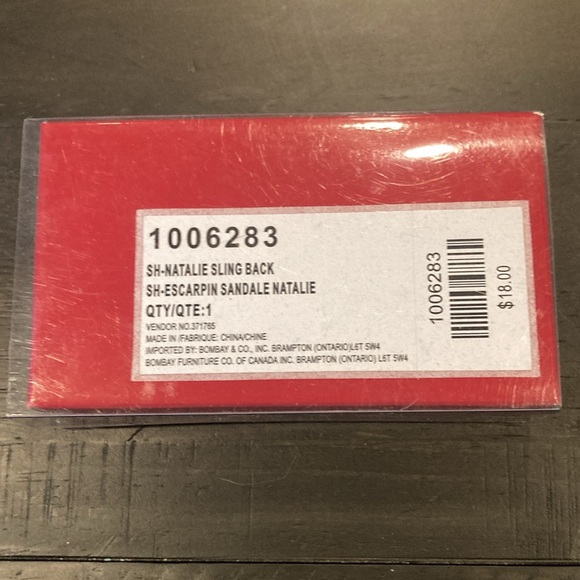 1006283
SH-NATALIE SLING BACK
SH-ESCARPIN SANDALE NATALIE
QTY/QTE:1
VENDOR NO.371765
MADE IN /FABRIQUE: CHINA/CHINE
IMPORTED BY: BOMBAY & CO., INC. BRAMPTON (ONTARIO)L6T 5W4
BOMBAY FURNITURE CO. OF CANADA INC. BRAMPTON (ONTARIO) L6T 5W4
1006283
$18.00